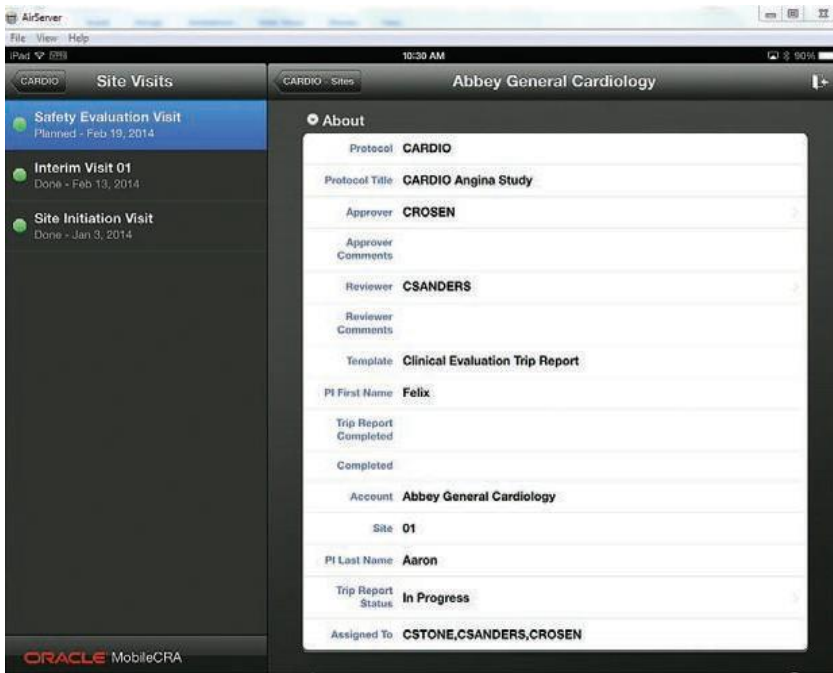 AirServer
File View Help
iPad
10:30 AM
90%
CARDIO
Site Visits
CARDIO - Sites
Abbey General Cardiology
Safety Evaluation Visit
Planned - Feb 19, 2014
Interim Visit 01
Done - Feb 13, 2014
Site Initiation Visit
Done - Jan 3, 2014
About
Protocol CARDIO
Protocol Title CARDIO Angina Study
Approver CROSEN
Approver
Comments
Reviewer CSANDERS
Reviewer
Comments
Template Clinical Evaluation Trip Report
PI First Name Felix
Trip Report
Completed
Completed
Account Abbey General Cardiology
Site 01
PI Last Name Aaron
Trip Report
Status In Progress
Assigned To CSTONE,CSANDERS,CROSEN
ORACLE MobileCRA